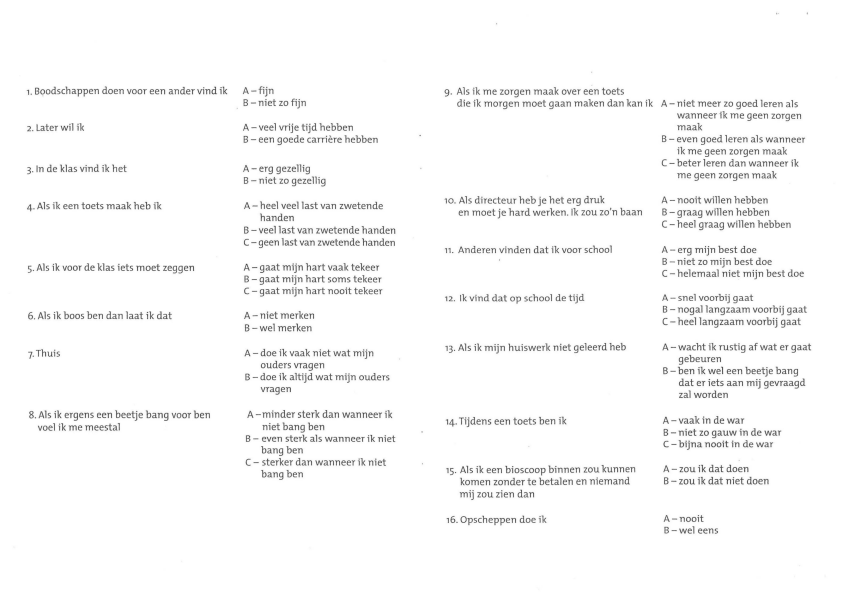 1. Boodschappen doen voor een ander vind ik
A – fijn
B – niet zo fijn
2. Later wil ik
A – veel vrije tijd hebben
B – een goede carrière hebben
3. In de klas vind ik het
A – erg gezellig
B – niet zo gezellig
4. Als ik een toets maak heb ik
A – heel veel last van zwetende
handen
B – veel last van zwetende handen
C – geen last van zwetende handen
5. Als ik voor de klas iets moet zeggen
A – gaat mijn hart vaak tekeer
B – gaat mijn hart soms tekeer
C – gaat mijn hart nooit tekeer
6. Als ik boos ben dan laat ik dat
A – niet merken
B – wel merken
7. Thuis
A – doe ik vaak niet wat mijn
ouders vragen
B – doe ik altijd wat mijn ouders
vragen
8. Als ik ergens een beetje bang voor ben
voel ik me meestal
A – minder sterk dan wanneer ik
niet bang ben
B – even sterk als wanneer ik niet
bang ben
C – sterker dan wanneer ik niet
bang ben
9. Als ik me zorgen maak over een toets
die ik morgen moet gaan maken dan kan ik
A – niet meer zo goed leren als
wanneer ik me geen zorgen
maak
B – even goed leren als wanneer
ik me geen zorgen maak
C – beter leren dan wanneer ik
me geen zorgen maak
10. Als directeur heb je het erg druk
en moet je hard werken. ik zou zo'n baan
A – nooit willen hebben
B – graag willen hebben
C – heel graag willen hebben
11. Anderen vinden dat ik voor school
A – erg mijn best doe
B – niet zo mijn best doe
C – helemaal niet mijn best doe
12. Ik vind dat op school de tijd
A – snel voorbij gaat
B – nogal langzaam voorbij gaat
C – heel langzaam voorbij gaat
13. Als ik mijn huiswerk niet geleerd heb
A – wacht ik rustig af wat er gaat
gebeuren
B – ben ik wel een beetje bang
dat er iets aan mij gevraagd
zal worden
14. Tijdens een toets ben ik
A – vaak in de war
B – niet zo gauw in de war
C – bijna nooit in de war
15. Als ik een bioscoop binnen zou kunnen
komen zonder te betalen en niemand
mij zou zien dan
A – zou ik dat doen
B – zou ik dat niet doen
16. Opscheppen doe ik
A – nooit
B – wel eens